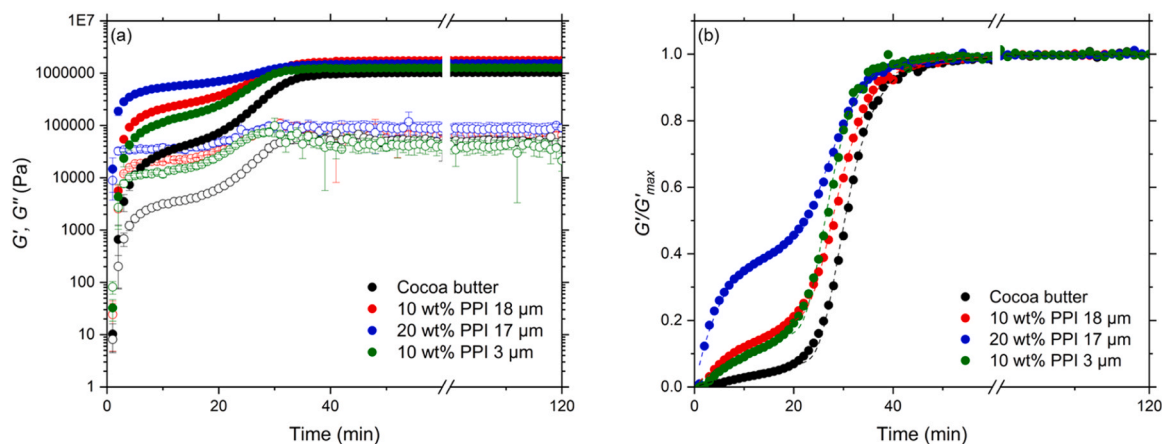 (a)
G', G'' (Pa)
1E7
1000000
100000
10000
1000
100
10
1
0
20
40
120
Time (min)
Cocoa butter
10 wt% PPI 18 µm
20 wt% PPI 17 µm
10 wt% PPI 3 µm
(b)
G'/G'max
1.0
0.8
0.6
0.4
0.2
0.0
0
20
40
120
Time (min)
Cocoa butter
10 wt% PPI 18 µm
20 wt% PPI 17 µm
10 wt% PPI 3 µm